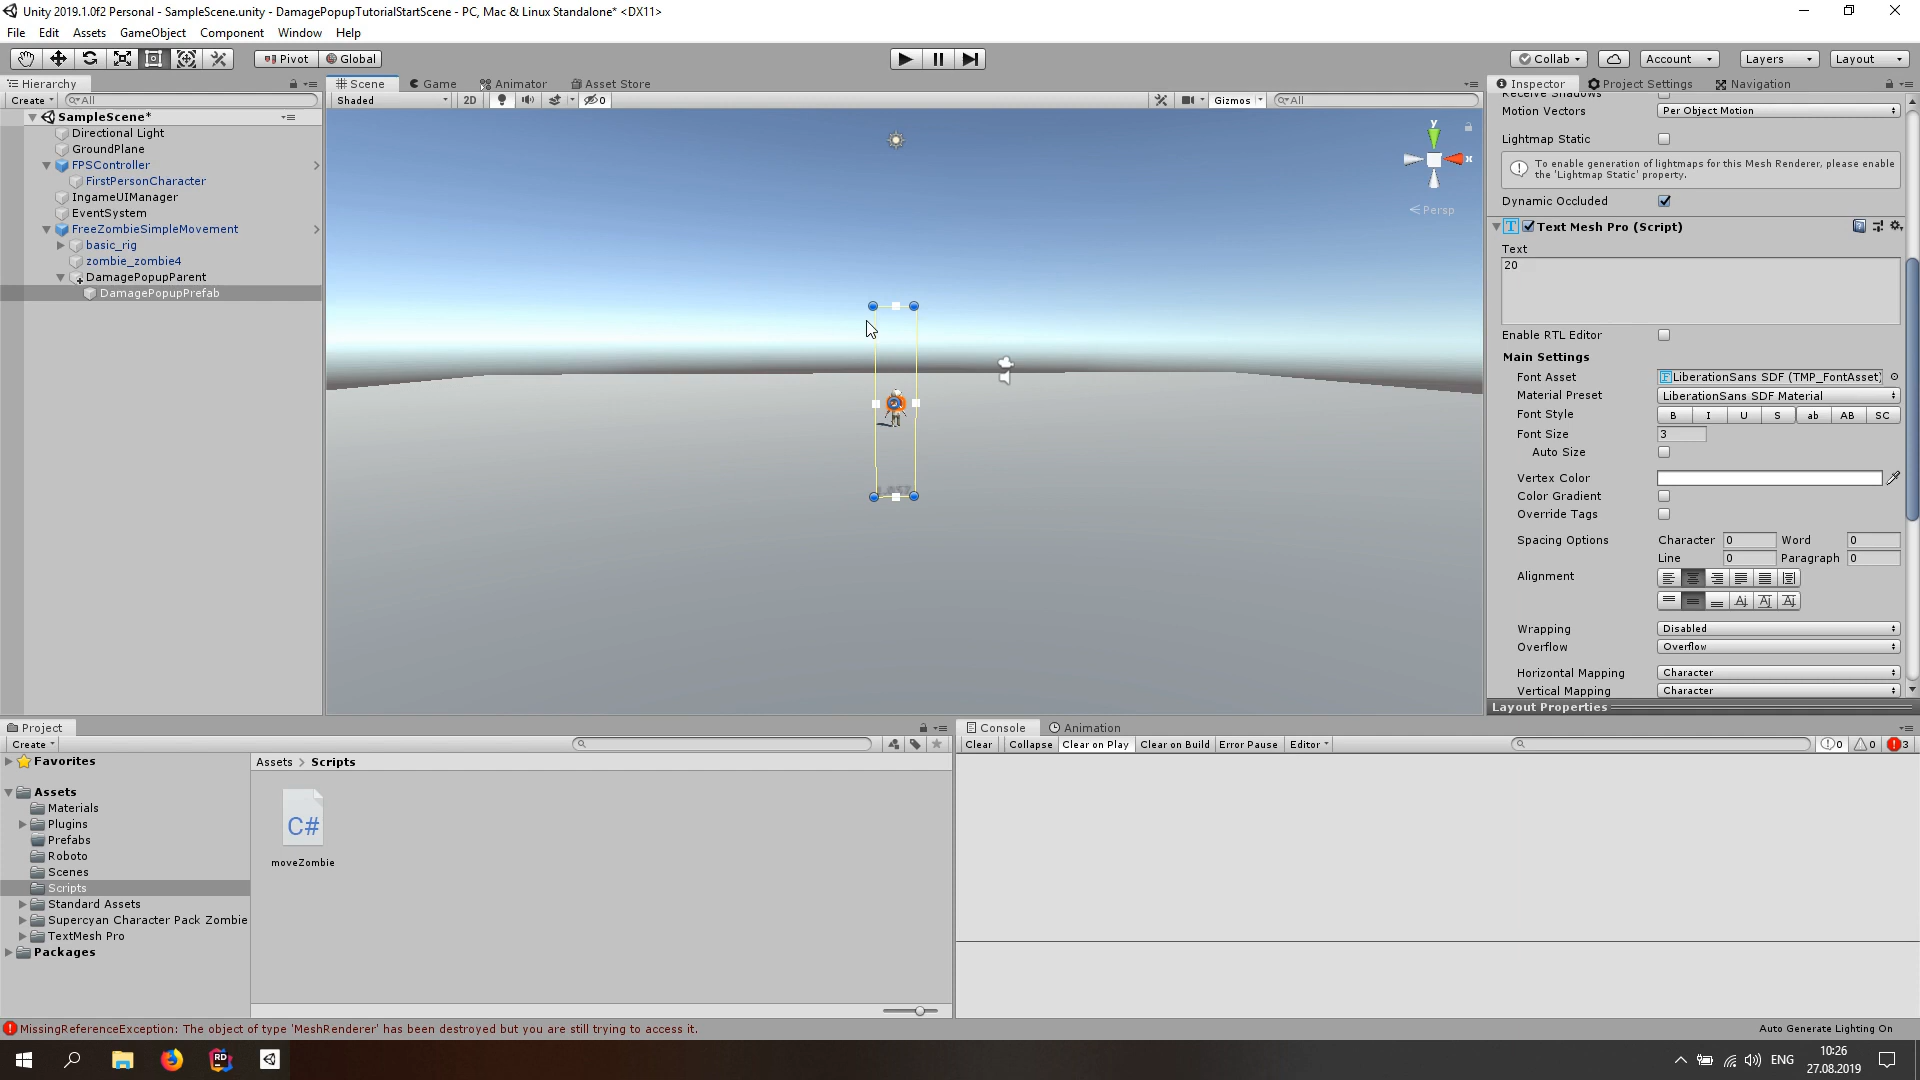 Unity 2019.1.0f2 Personal - SampleScene.unity - DamagePopupTutorialStartScene - PC, Mac & Linux Standalone* <DX11>
File Edit Assets GameObject Component Window Help
Pivot Global Collab Account Layers Layout
Hierarchy Scene Game Animator Asset Store Inspector Project Settings Navigation
Create All Shaded 2D 0 Gizmos All
Receive Shadows
Motion Vectors Per Object Motion
SampleScene*
Directional Light
GroundPlane
FPSController
FirstPersonCharacter
IngameUIManager
EventSystem
FreeZombieSimpleMovement
basic_rig
zombie_zombie4
DamagePopupParent
DamagePopupPrefab
y
x
Persp
Lightmap Static
To enable generation of lightmaps for this Mesh Renderer, please enable
the 'Lightmap Static' property.
Dynamic Occluded
Text Mesh Pro (Script)
Text
20
Enable RTL Editor
Main Settings
Font Asset LiberationSans SDF (TMP_FontAsset)
Material Preset LiberationSans SDF Material
Font Style B I U S ab AB SC
Font Size 3
Auto Size
Vertex Color
Color Gradient
Override Tags
Spacing Options Character 0 Word 0
Line 0 Paragraph 0
Alignment
Wrapping Disabled
Overflow Overflow
Horizontal Mapping Character
Vertical Mapping Character
Layout Properties
Project Console Animation
Create Clear Collapse Clear on Play Clear on Build Error Pause Editor 0 0 3
Favorites
Assets
Materials
Plugins
Prefabs
Roboto
Scenes
Scripts
Standard Assets
Supercyan Character Pack Zombie
TextMesh Pro
Packages
Assets > Scripts
C#
moveZombie
MissingReferenceException: The object of type 'MeshRenderer' has been destroyed but you are still trying to access it.
Auto Generate Lighting On
RD
ENG
10:26
27.08.2019